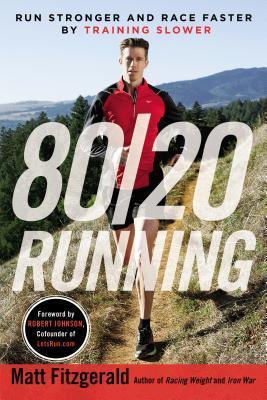 RUN STRONGER AND RACE FASTER
BY TRAINING SLOWER
80/20
RUNNING
Foreword by
ROBERT JOHNSON,
Cofounder of
LetsRun.com
Matt Fitzgerald Author of Racing Weight and Iron War